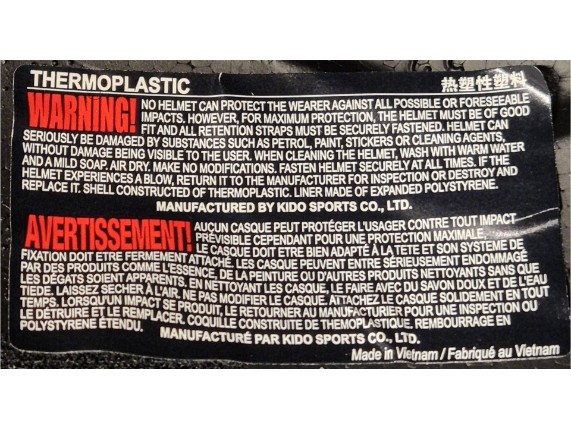 THERMOPLASTIC
热塑性塑料
WARNING! NO HELMET CAN PROTECT THE WEARER AGAINST ALL POSSIBLE OR FORESEEABLE
IMPACTS. HOWEVER, FOR MAXIMUM PROTECTION, THE HELMET MUST BE OF GOOD
FIT AND ALL RETENTION STRAPS MUST BE SECURELY FASTENED. HELMET CAN
SERIOUSLY BE DAMAGED BY SUBSTANCES SUCH AS PETROL, PAINT, STICKERS OR CLEANING AGENTS,
WITHOUT DAMAGE BEING VISIBLE TO THE USER. WHEN CLEANING THE HELMET, WASH WITH WARM WATER
AND A MILD SOAP, AIR DRY. MAKE NO MODIFICATIONS. FASTEN HELMET SECURELY AT ALL TIMES. IF THE
HELMET EXPERIENCES A BLOW, RETURN IT TO THE MANUFACTURER FOR INSPECTION OR DESTROY AND
REPLACE IT. SHELL CONSTRUCTED OF THERMOPLASTIC. LINER MADE OF EXPANDED POLYSTYRENE.
MANUFACTURED BY KIDO SPORTS CO., LTD.
AVERTISSEMENT! AUCUN CASQUE PEUT PROTÉGER L'USAGER CONTRE TOUT IMPACT
PRÉVISIBLE CEPENDANT POUR UNE PROTECTION MAXIMALE,
LE CASQUE DOIT ETRE BIEN ADAPTÉ À LA TETE ET SON SYSTEME DE
FIXATION DOIT ETRE FERMEMENT ATTACHÉ. LES CASQUE PEUVENT ENTRE SÉRIEUSEMENT ENDOMMAGÉ
PAR DES PRODUITS COMME L'ESSENCE, DE LA PEINTURE OU D'AUTRES PRODUITS NETTOYANTS SANS QUE
LES DÉGATS SOIENT APPARENTS. EN NETTOYANT LES CASQUE, LE FAIRE AVEC DU SAVON DOUX ET DE L'EAU
TIEDE. LAISSEZ SECHER À L'AIR. NE PAS MODIFIER LE CASQUE. ATTACHEZ LE CASQUE SOLIDEMENT EN TOUT
TEMPS. LORSQU'UN IMPACT SE PRODUIT, LE RETOURNER AU MANUFACTURIER POUR UNE INSPECTION OU
LE DÉTRUIRE ET LE REMPLACER. COQUILLE CONSTRUITE DE THEMOPLASTIQUE. REMBOURRAGE EN
POLYSTYRENE ÉTENDU.
MANUFACTURÉ PAR KIDO SPORTS CO., LTD.
Made in Vietnam / Fabriqué au Vietnam